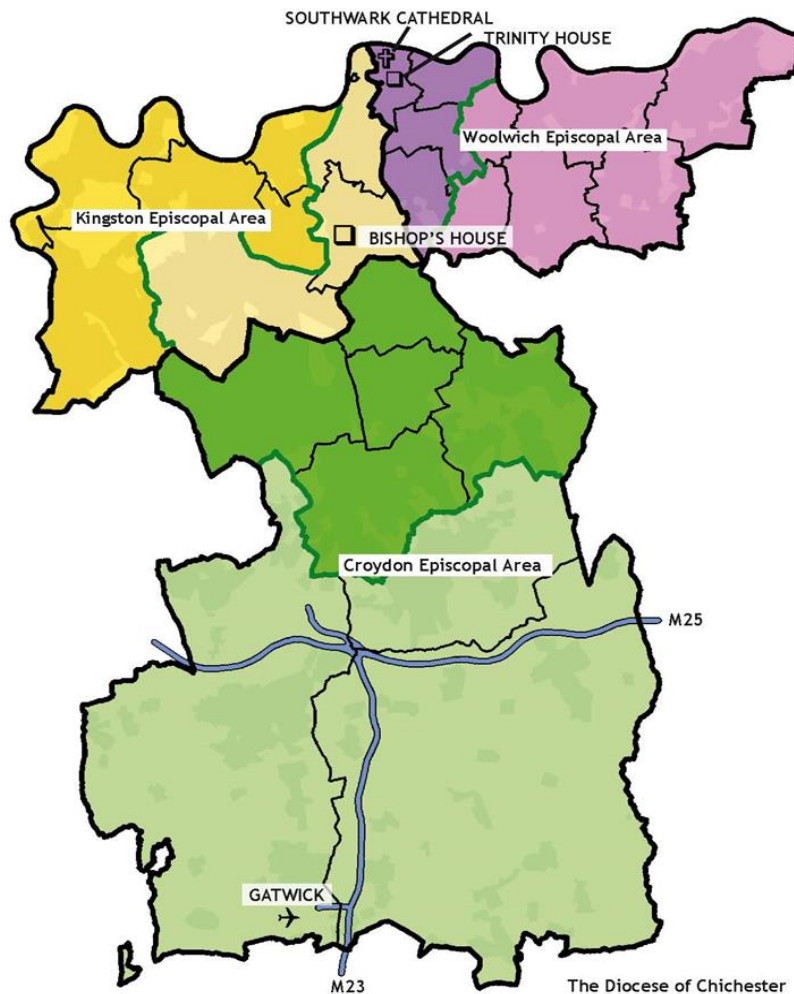 SOUTHWARK CATHEDRAL
TRINITY HOUSE
Woolwich Episcopal Area
Kingston Episcopal Area
BISHOP'S HOUSE
Croydon Episcopal Area
M25
GATWICK
M23
The Diocese of Chichester